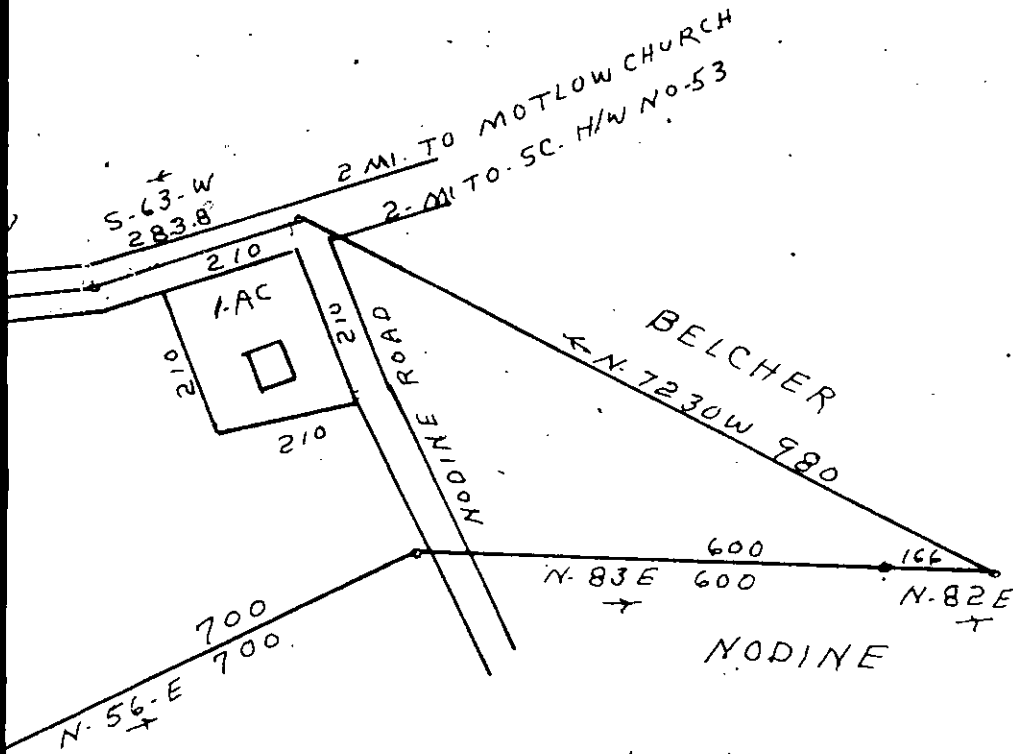 2 MI. TO MOTLOW CHURCH
2-MI TO-SC. H/W NO-53
S-63-W
283.8
210
1-AC
210
210
210
NODINE ROAD
BELCHER
N-7230W 980
600
166
N-83E 600
N-82E
700
700
N-56-E
NODINE